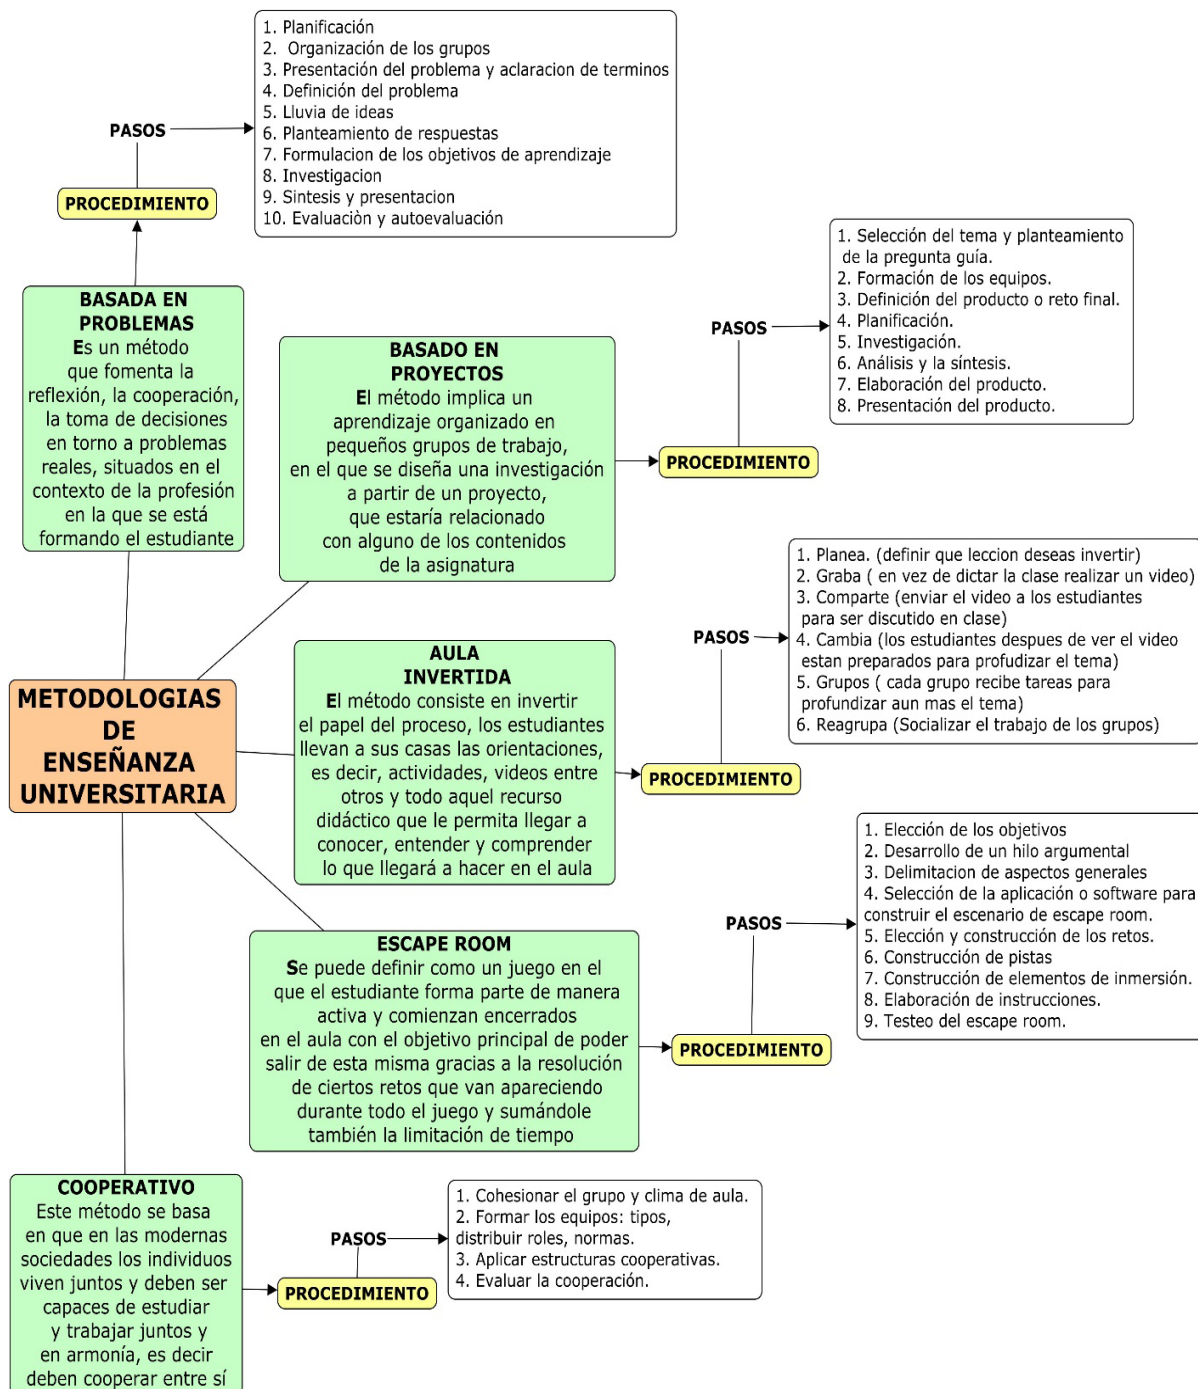 1. Planificación
2. Organización de los grupos
3. Presentación del problema y aclaracion de terminos
4. Definición del problema
5. Lluvia de ideas
6. Planteamiento de respuestas
7. Formulacion de los objetivos de aprendizaje
8. Investigacion
9. Sintesis y presentacion
10. Evaluaciòn y autoevaluación
PASOS
PROCEDIMIENTO
BASADA EN
PROBLEMAS
Es un método
que fomenta la
reflexión, la cooperación,
la toma de decisiones
en torno a problemas
reales, situados en el
contexto de la profesión
en la que se está
formando el estudiante
BASADO EN
PROYECTOS
El método implica un
aprendizaje organizado en
pequeños grupos de trabajo,
en el que se diseña una investigación
a partir de un proyecto,
que estaría relacionado
con alguno de los contenidos
de la asignatura
PROCEDIMIENTO
PASOS
1. Selección del tema y planteamiento
de la pregunta guía.
2. Formación de los equipos.
3. Definición del producto o reto final.
4. Planificación.
5. Investigación.
6. Análisis y la síntesis.
7. Elaboración del producto.
8. Presentación del producto.
METODOLOGIAS
DE
ENSEÑANZA
UNIVERSITARIA
AULA
INVERTIDA
El método consiste en invertir
el papel del proceso, los estudiantes
llevan a sus casas las orientaciones,
es decir, actividades, videos entre
otros y todo aquel recurso
didáctico que le permita llegar a
conocer, entender y comprender
lo que llegará a hacer en el aula
PROCEDIMIENTO
PASOS
1. Planea. (definir que leccion deseas invertir)
2. Graba ( en vez de dictar la clase realizar un video)
3. Comparte (enviar el video a los estudiantes
para ser discutido en clase)
4. Cambia (los estudiantes despues de ver el video
estan preparados para profudizar el tema)
5. Grupos ( cada grupo recibe tareas para
profundizar aun mas el tema)
6. Reagrupa (Socializar el trabajo de los grupos)
ESCAPE ROOM
Se puede definir como un juego en el
que el estudiante forma parte de manera
activa y comienzan encerrados
en el aula con el objetivo principal de poder
salir de esta misma gracias a la resolución
de ciertos retos que van apareciendo
durante todo el juego y sumándole
también la limitación de tiempo
PROCEDIMIENTO
PASOS
1. Elección de los objetivos
2. Desarrollo de un hilo argumental
3. Delimitacion de aspectos generales
4. Selección de la aplicación o software para
construir el escenario de escape room.
5. Elección y construcción de los retos.
6. Construcción de pistas
7. Construcción de elementos de inmersión.
8. Elaboración de instrucciones.
9. Testeo del escape room.
COOPERATIVO
Este método se basa
en que en las modernas
sociedades los individuos
viven juntos y deben ser
capaces de estudiar
y trabajar juntos y
en armonía, es decir
deben cooperar entre sí
PROCEDIMIENTO
PASOS
1. Cohesionar el grupo y clima de aula.
2. Formar los equipos: tipos,
distribuir roles, normas.
3. Aplicar estructuras cooperativas.
4. Evaluar la cooperación.